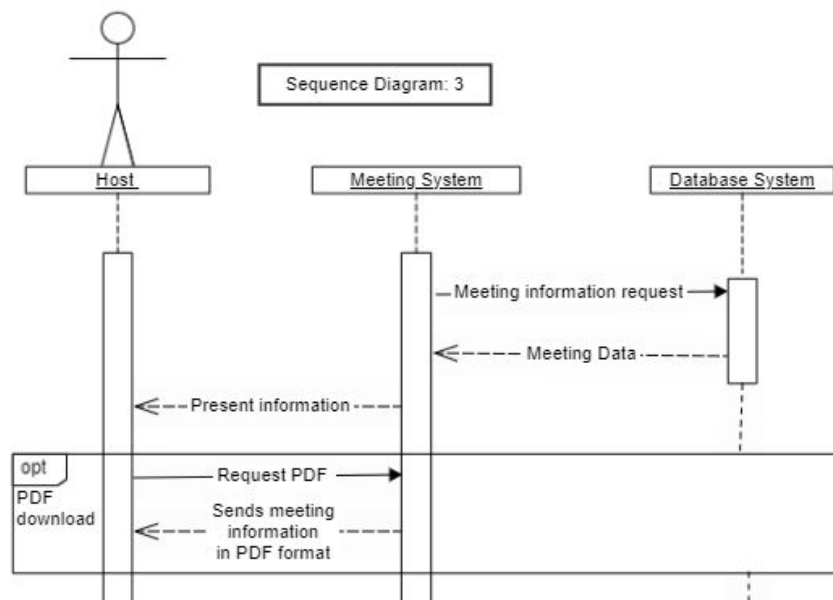 Sequence Diagram: 3
Host
Meeting System
Database System
Meeting information request
Meeting Data
Present information
opt
PDF
download
Request PDF
Sends meeting
information
in PDF format